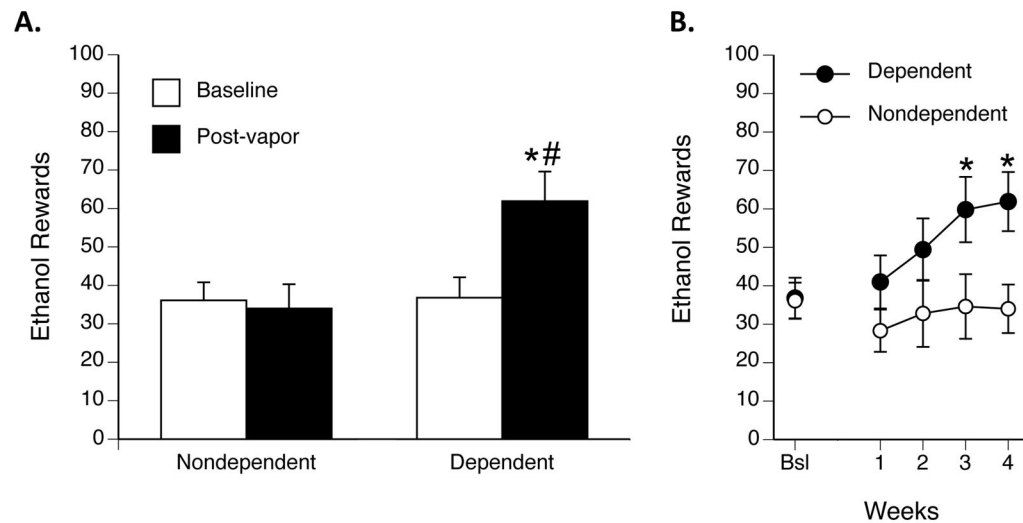 A.
100
90
80
70
60
50
40
30
20
10
0
Ethanol Rewards
Baseline
Post-vapor
*#
Nondependent
Dependent
B.
100
90
80
70
60
50
40
30
20
10
0
Ethanol Rewards
Dependent
Nondependent
* *
Bsl 1 2 3 4
Weeks